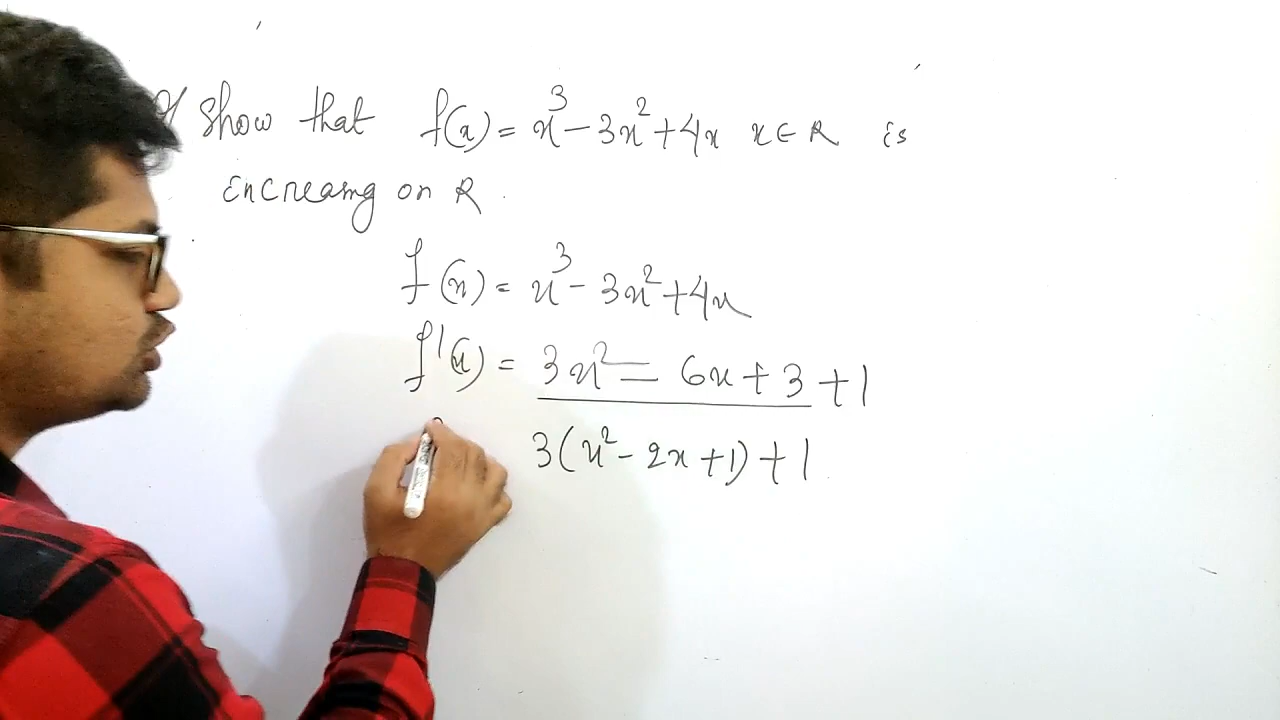 Show that f(x) = x³ - 3x² + 4x x ∈ R is
increasing on R.
f(x) = x³ - 3x² + 4x
f'(x) = 3x² - 6x + 3 + 1
3(x² - 2x + 1) + 1